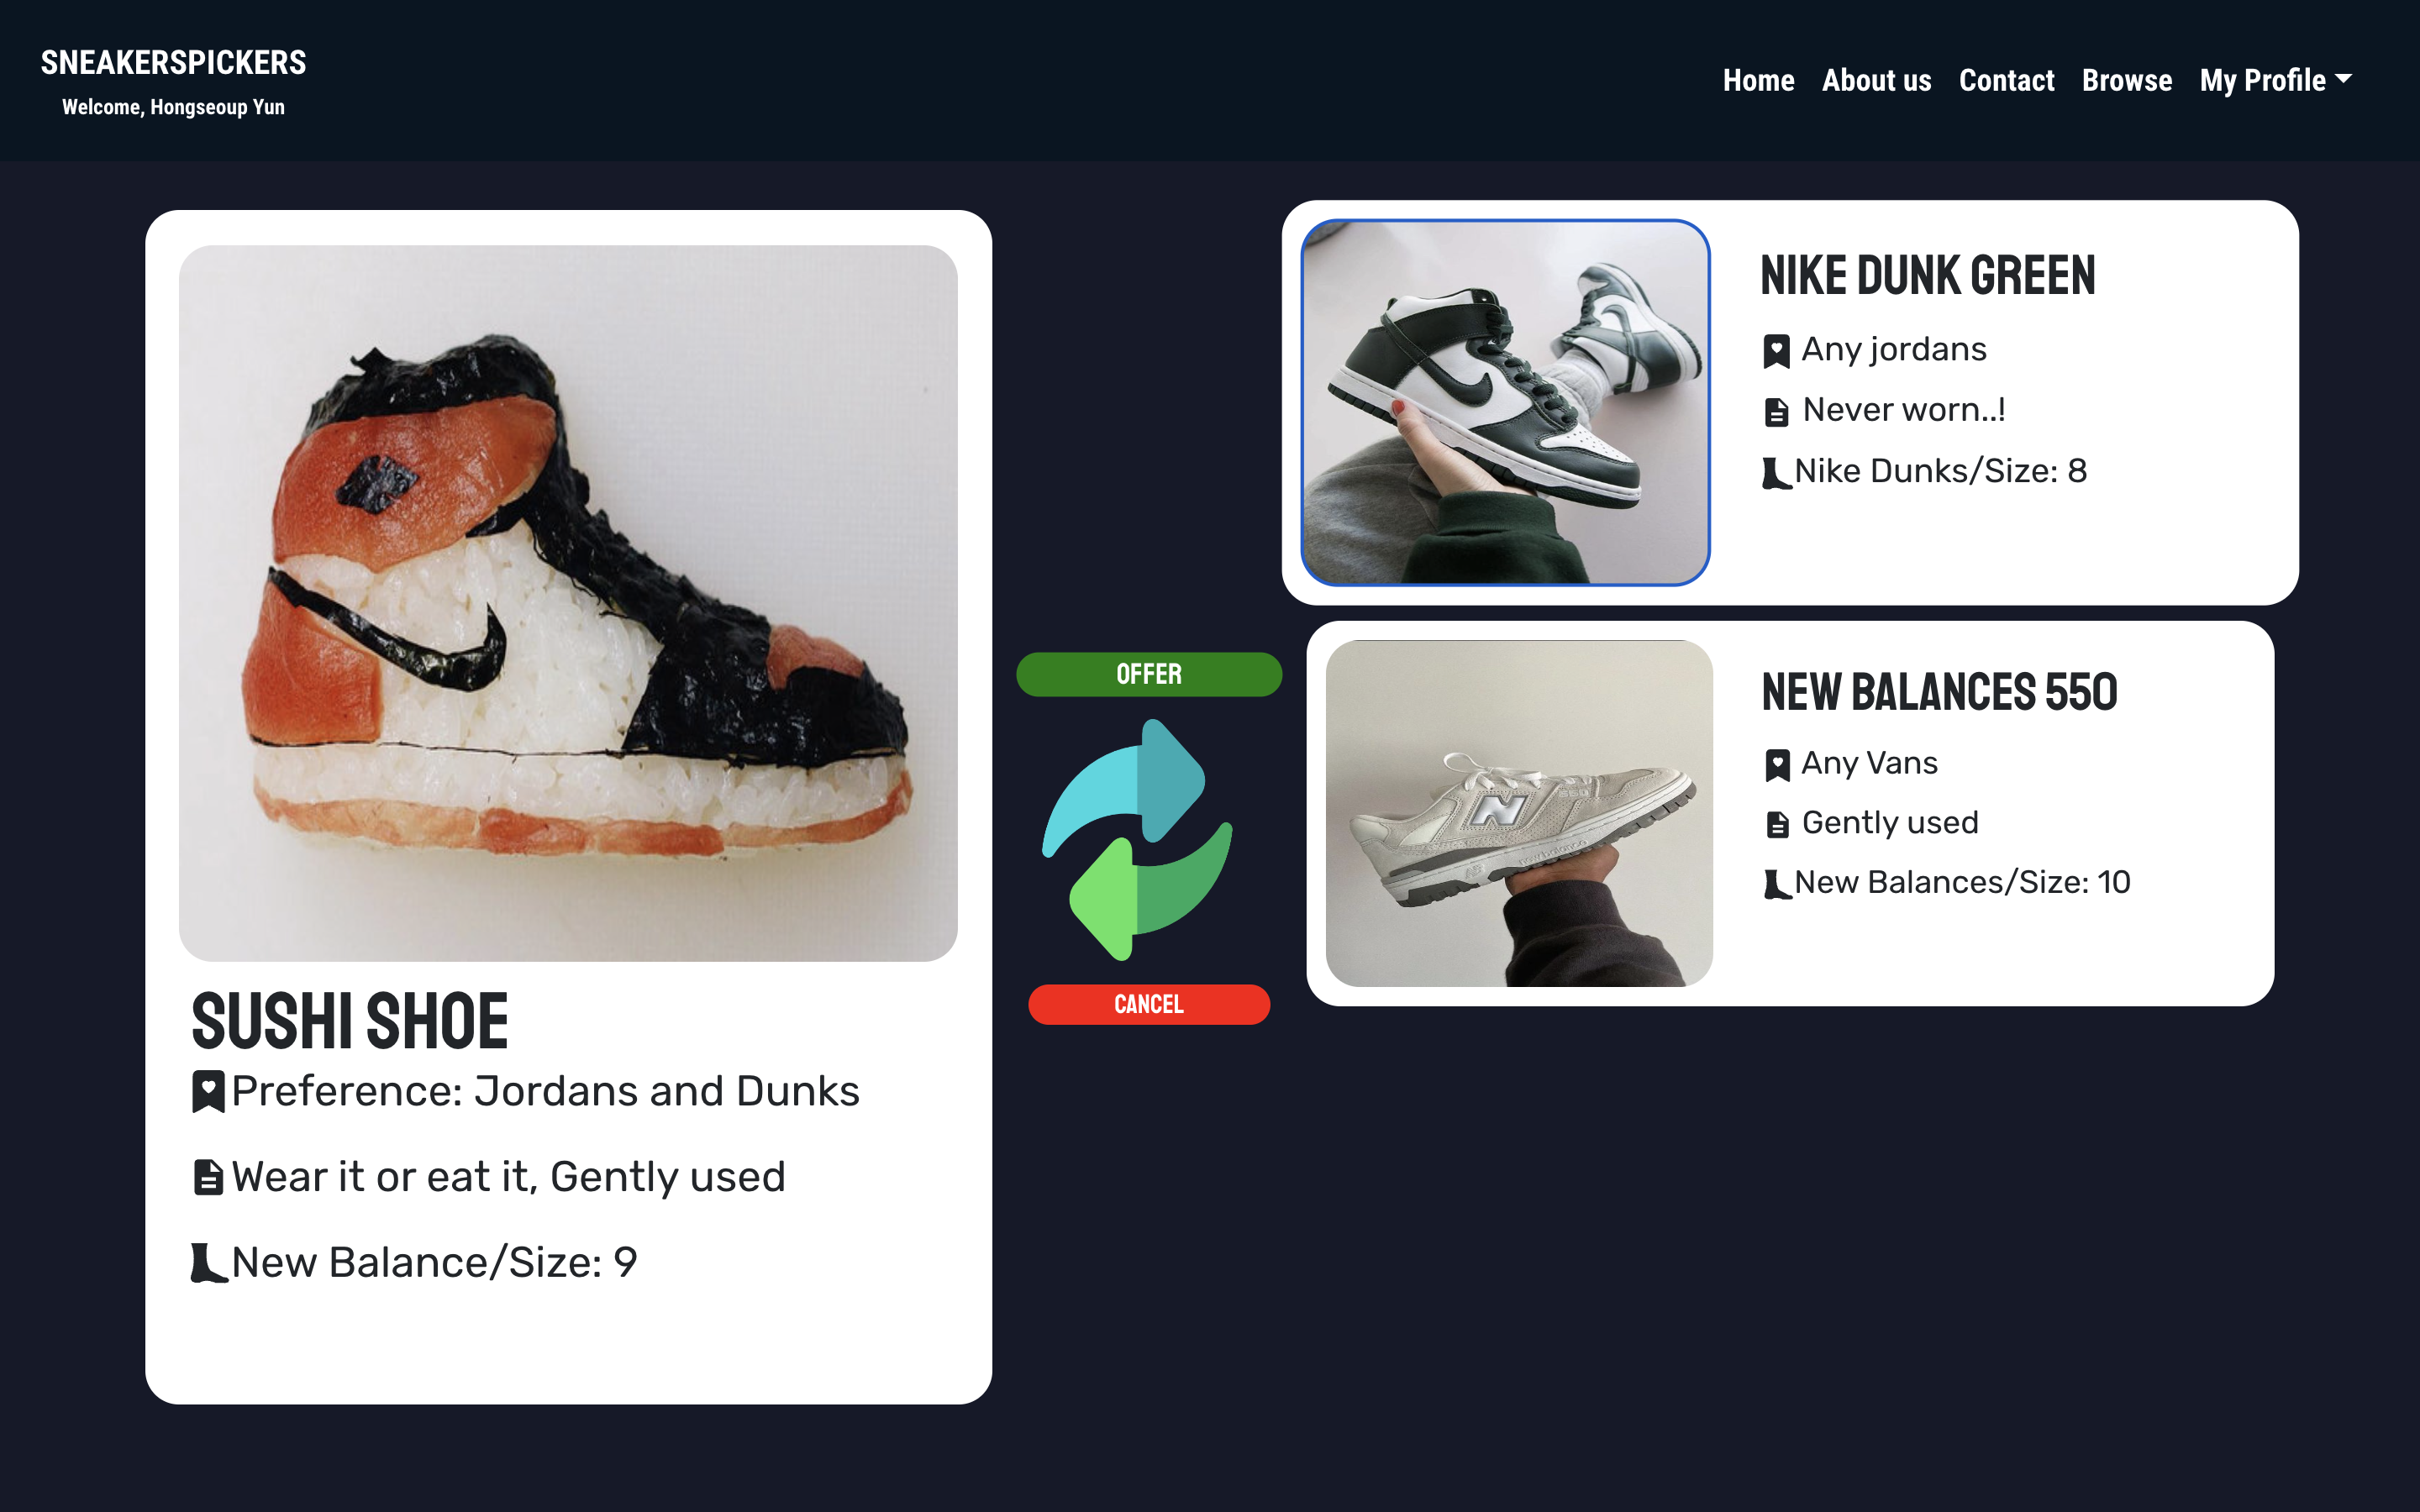 SNEAKERSPICKERS
Welcome, Hongseoup Yun
Home About us Contact Browse My Profile
SUSHI SHOE
Preference: Jordans and Dunks
Wear it or eat it, Gently used
New Balance/Size: 9
OFFER
CANCEL
NIKE DUNK GREEN
Any jordans
Never worn..!
Nike Dunks/Size: 8
NEW BALANCES 550
Any Vans
Gently used
New Balances/Size: 10
N
new balance